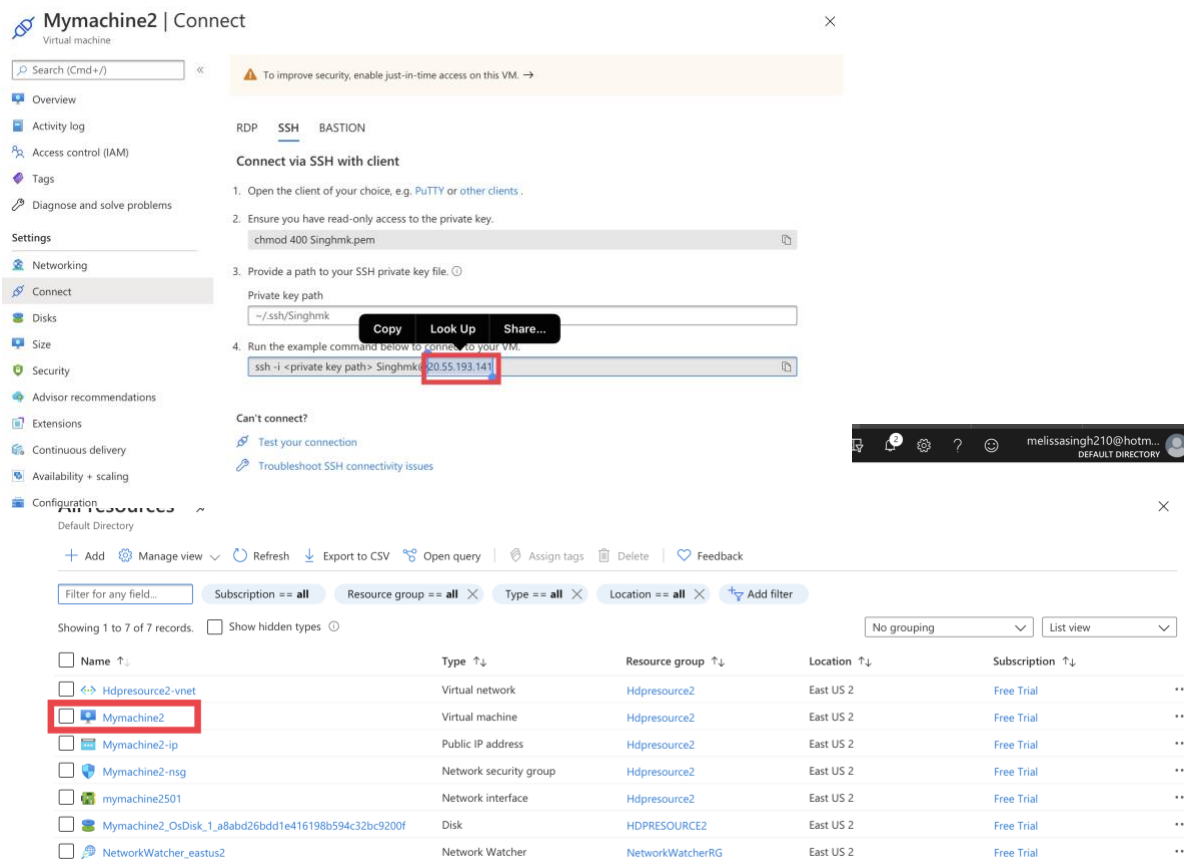 Mymachine2 | Connect
Virtual machine
Search (Cmd+/)
Overview
Activity log
Access control (IAM)
Tags
Diagnose and solve problems
Settings
Networking
Connect
Disks
Size
Security
Advisor recommendations
Extensions
Continuous delivery
Availability + scaling
Configuration
To improve security, enable just-in-time access on this VM. →
RDP SSH BASTION
Connect via SSH with client
1. Open the client of your choice, e.g. PuTTY or other clients .
2. Ensure you have read-only access to the private key.
chmod 400 Singhmk.pem
3. Provide a path to your SSH private key file.
Private key path
~/.ssh/Singhmk
Copy Look Up Share...
4. Run the example command below to connect to your VM.
ssh -i <private key path> Singhmk@20.55.193.141
Can't connect?
Test your connection
Troubleshoot SSH connectivity issues
2
melissasingh210@hotm...
DEFAULT DIRECTORY
All resources
Default Directory
Add Manage view Refresh Export to CSV Open query Assign tags Delete Feedback
Filter for any field... Subscription == all Resource group == all Type == all Location == all Add filter
Showing 1 to 7 of 7 records. Show hidden types No grouping List view
Name ↑↓ Type ↑↓ Resource group ↑↓ Location ↑↓ Subscription ↑↓
Hdpresource2-vnet Virtual network Hdpresource2 East US 2 Free Trial
Mymachine2 Virtual machine Hdpresource2 East US 2 Free Trial
Mymachine2-ip Public IP address Hdpresource2 East US 2 Free Trial
Mymachine2-nsg Network security group Hdpresource2 East US 2 Free Trial
mymachine2501 Network interface Hdpresource2 East US 2 Free Trial
Mymachine2_OsDisk_1_a8abd26bdd1e416198b594c32bc9200f Disk HDPRESOURCE2 East US 2 Free Trial
NetworkWatcher_eastus2 Network Watcher NetworkWatcherRG East US 2 Free Trial